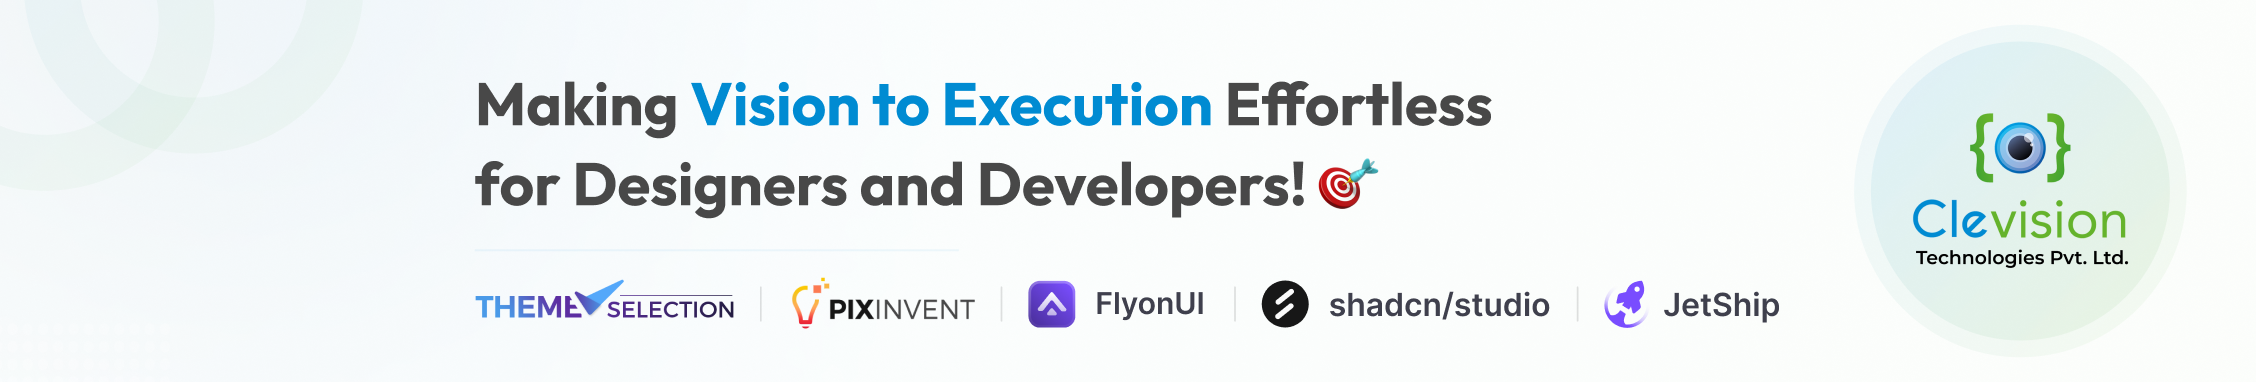 Making Vision to Execution Effortless
for Designers and Developers!
THEMESELECTION
PIXINVENT
FlyonUI
shadcn/studio
JetShip
Clevision
Technologies Pvt. Ltd.